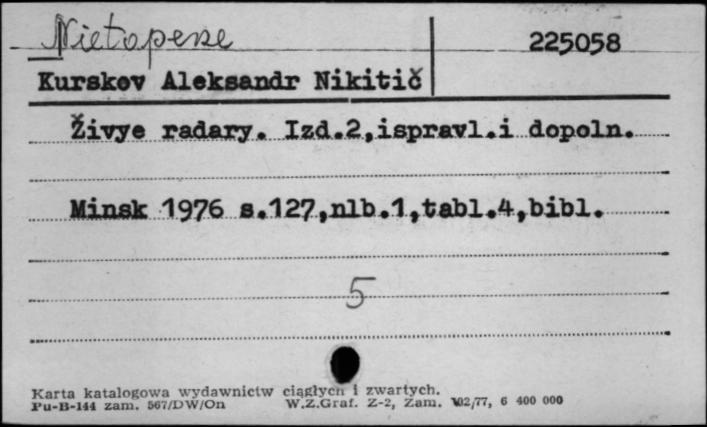 Nietoperze
225058
Kurskov Aleksandr Nikitič
Živye radary. Izd.2,ispravl.i dopoln.
Minsk 1976 s.127,nlb.1,tabl.4,bibl.
5
Karta katalogowa wydawnictw ciągłych i zwartych.
Pu-B-144 zam. 567/DW/On W.Z.Graf. Z-2, Zam. 102/77, 6 400 000